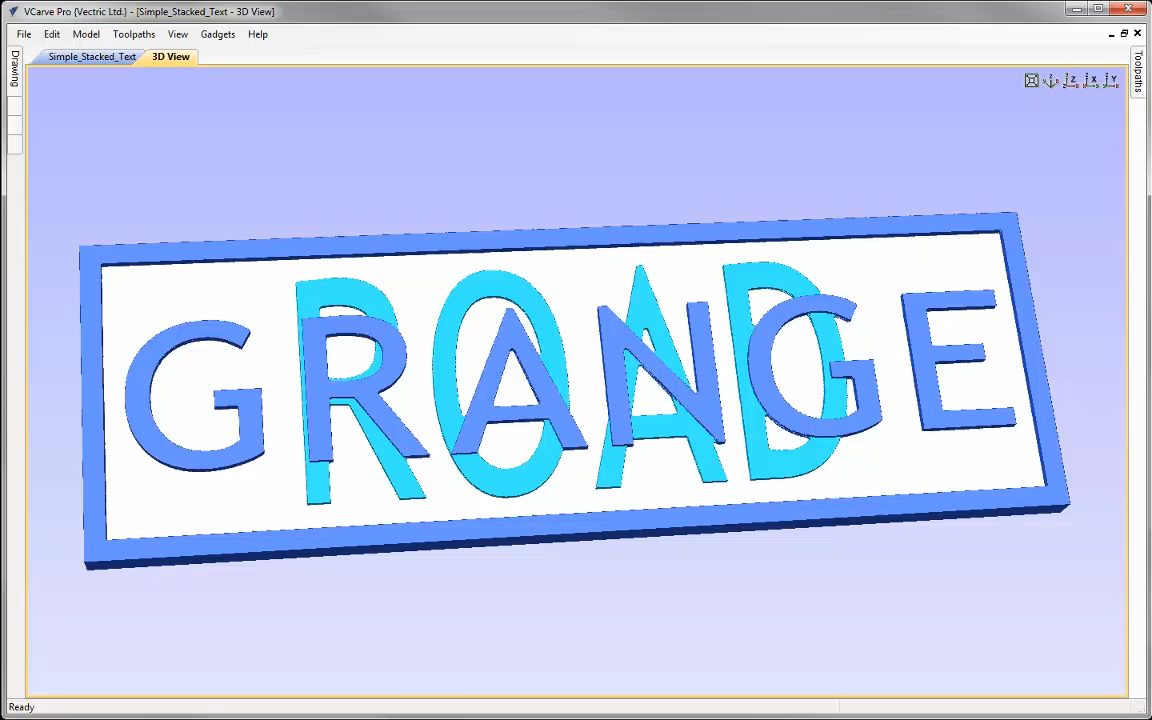 VCarve Pro {Vectric Ltd.} - [Simple_Stacked_Text - 3D View]
File Edit Model Toolpaths View Gadgets Help
Simple_Stacked_Text 3D View
Drawing
Toolpaths
Z X Y
ROAD
GRANGE
Ready